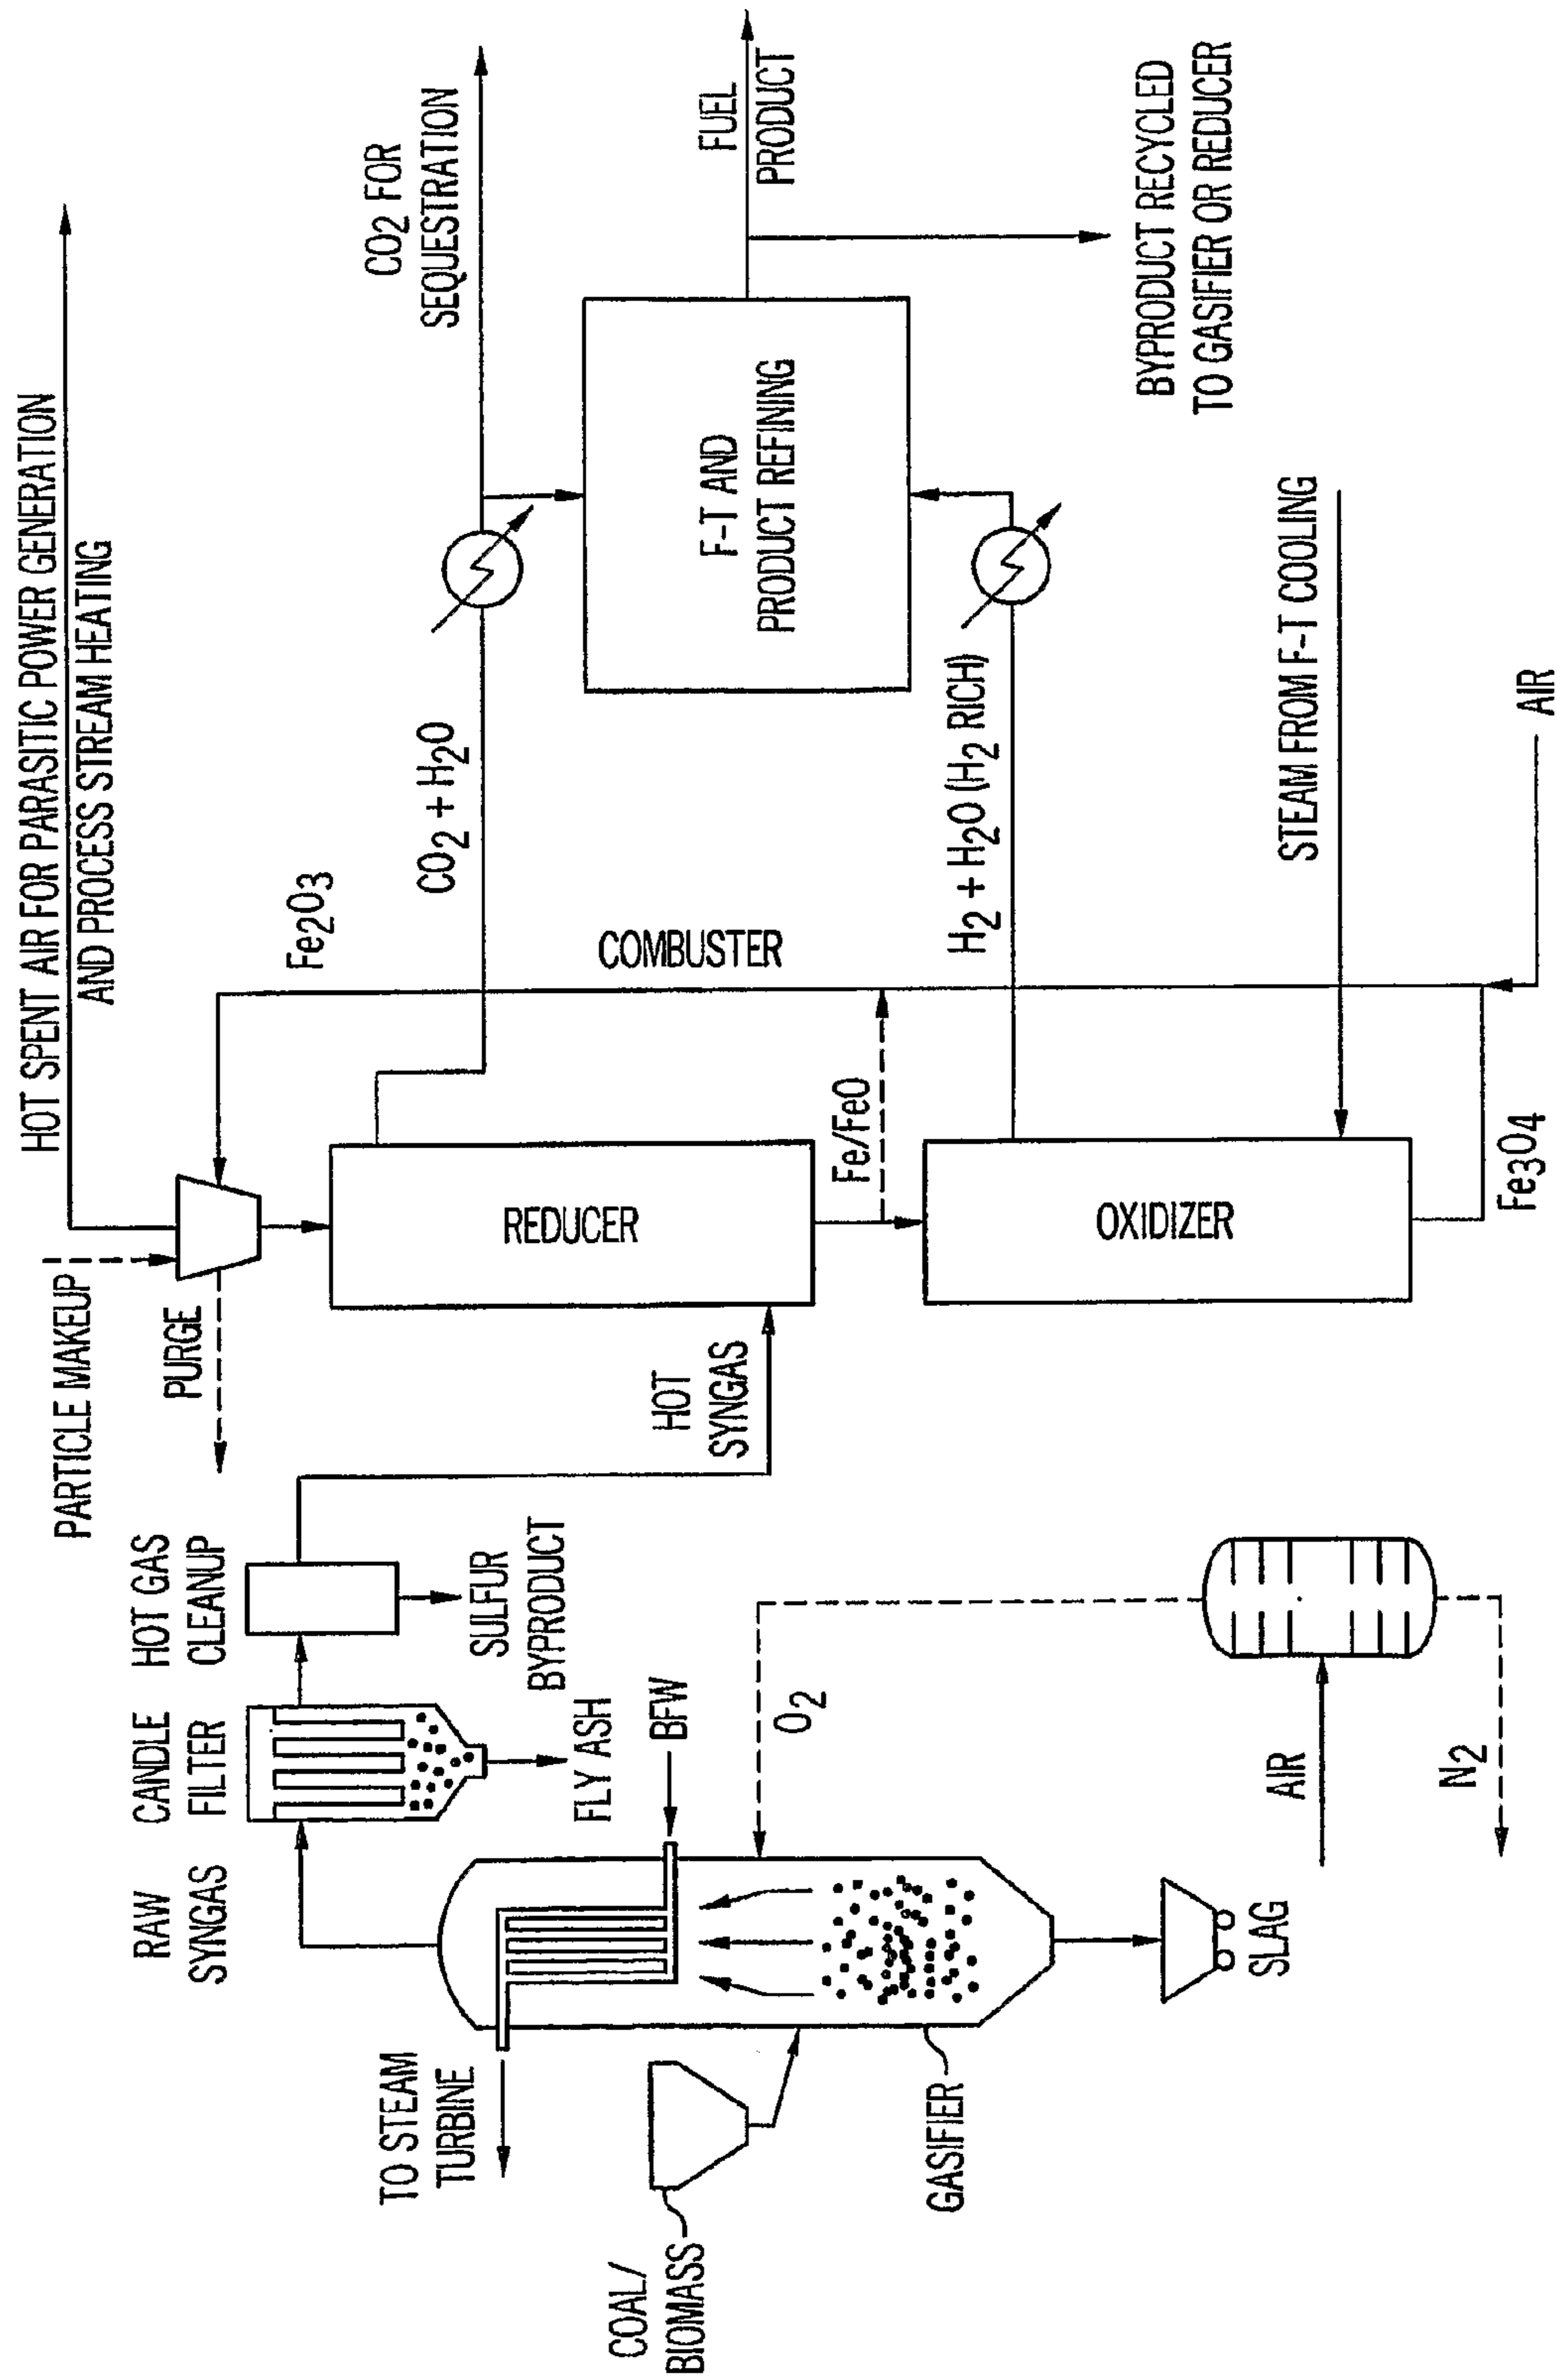 HOT SPENT AIR FOR PARASITIC POWER GENERATION
AND PROCESS STREAM HEATING
PARTICLE MAKEUP
PURGE
Fe2O3
CO2 FOR
SEQUESTRATION
CO2 + H2O
COMBUSTER
REDUCER
Fe/FeO
OXIDIZER
Fe3O4
F-T AND
PRODUCT REFINING
FUEL
PRODUCT
BYPRODUCT RECYCLED
TO GASIFIER OR REDUCER
H2 + H2O (H2 RICH)
STEAM FROM F-T COOLING
AIR
HOT
SYNGAS
HOT GAS
CLEANUP
SULFUR
BYPRODUCT
CANDLE
FILTER
FLY ASH
RAW
SYNGAS
BFW
O2
AIR
N2
TO STEAM
TURBINE
COAL/
BIOMASS
GASIFIER
SLAG